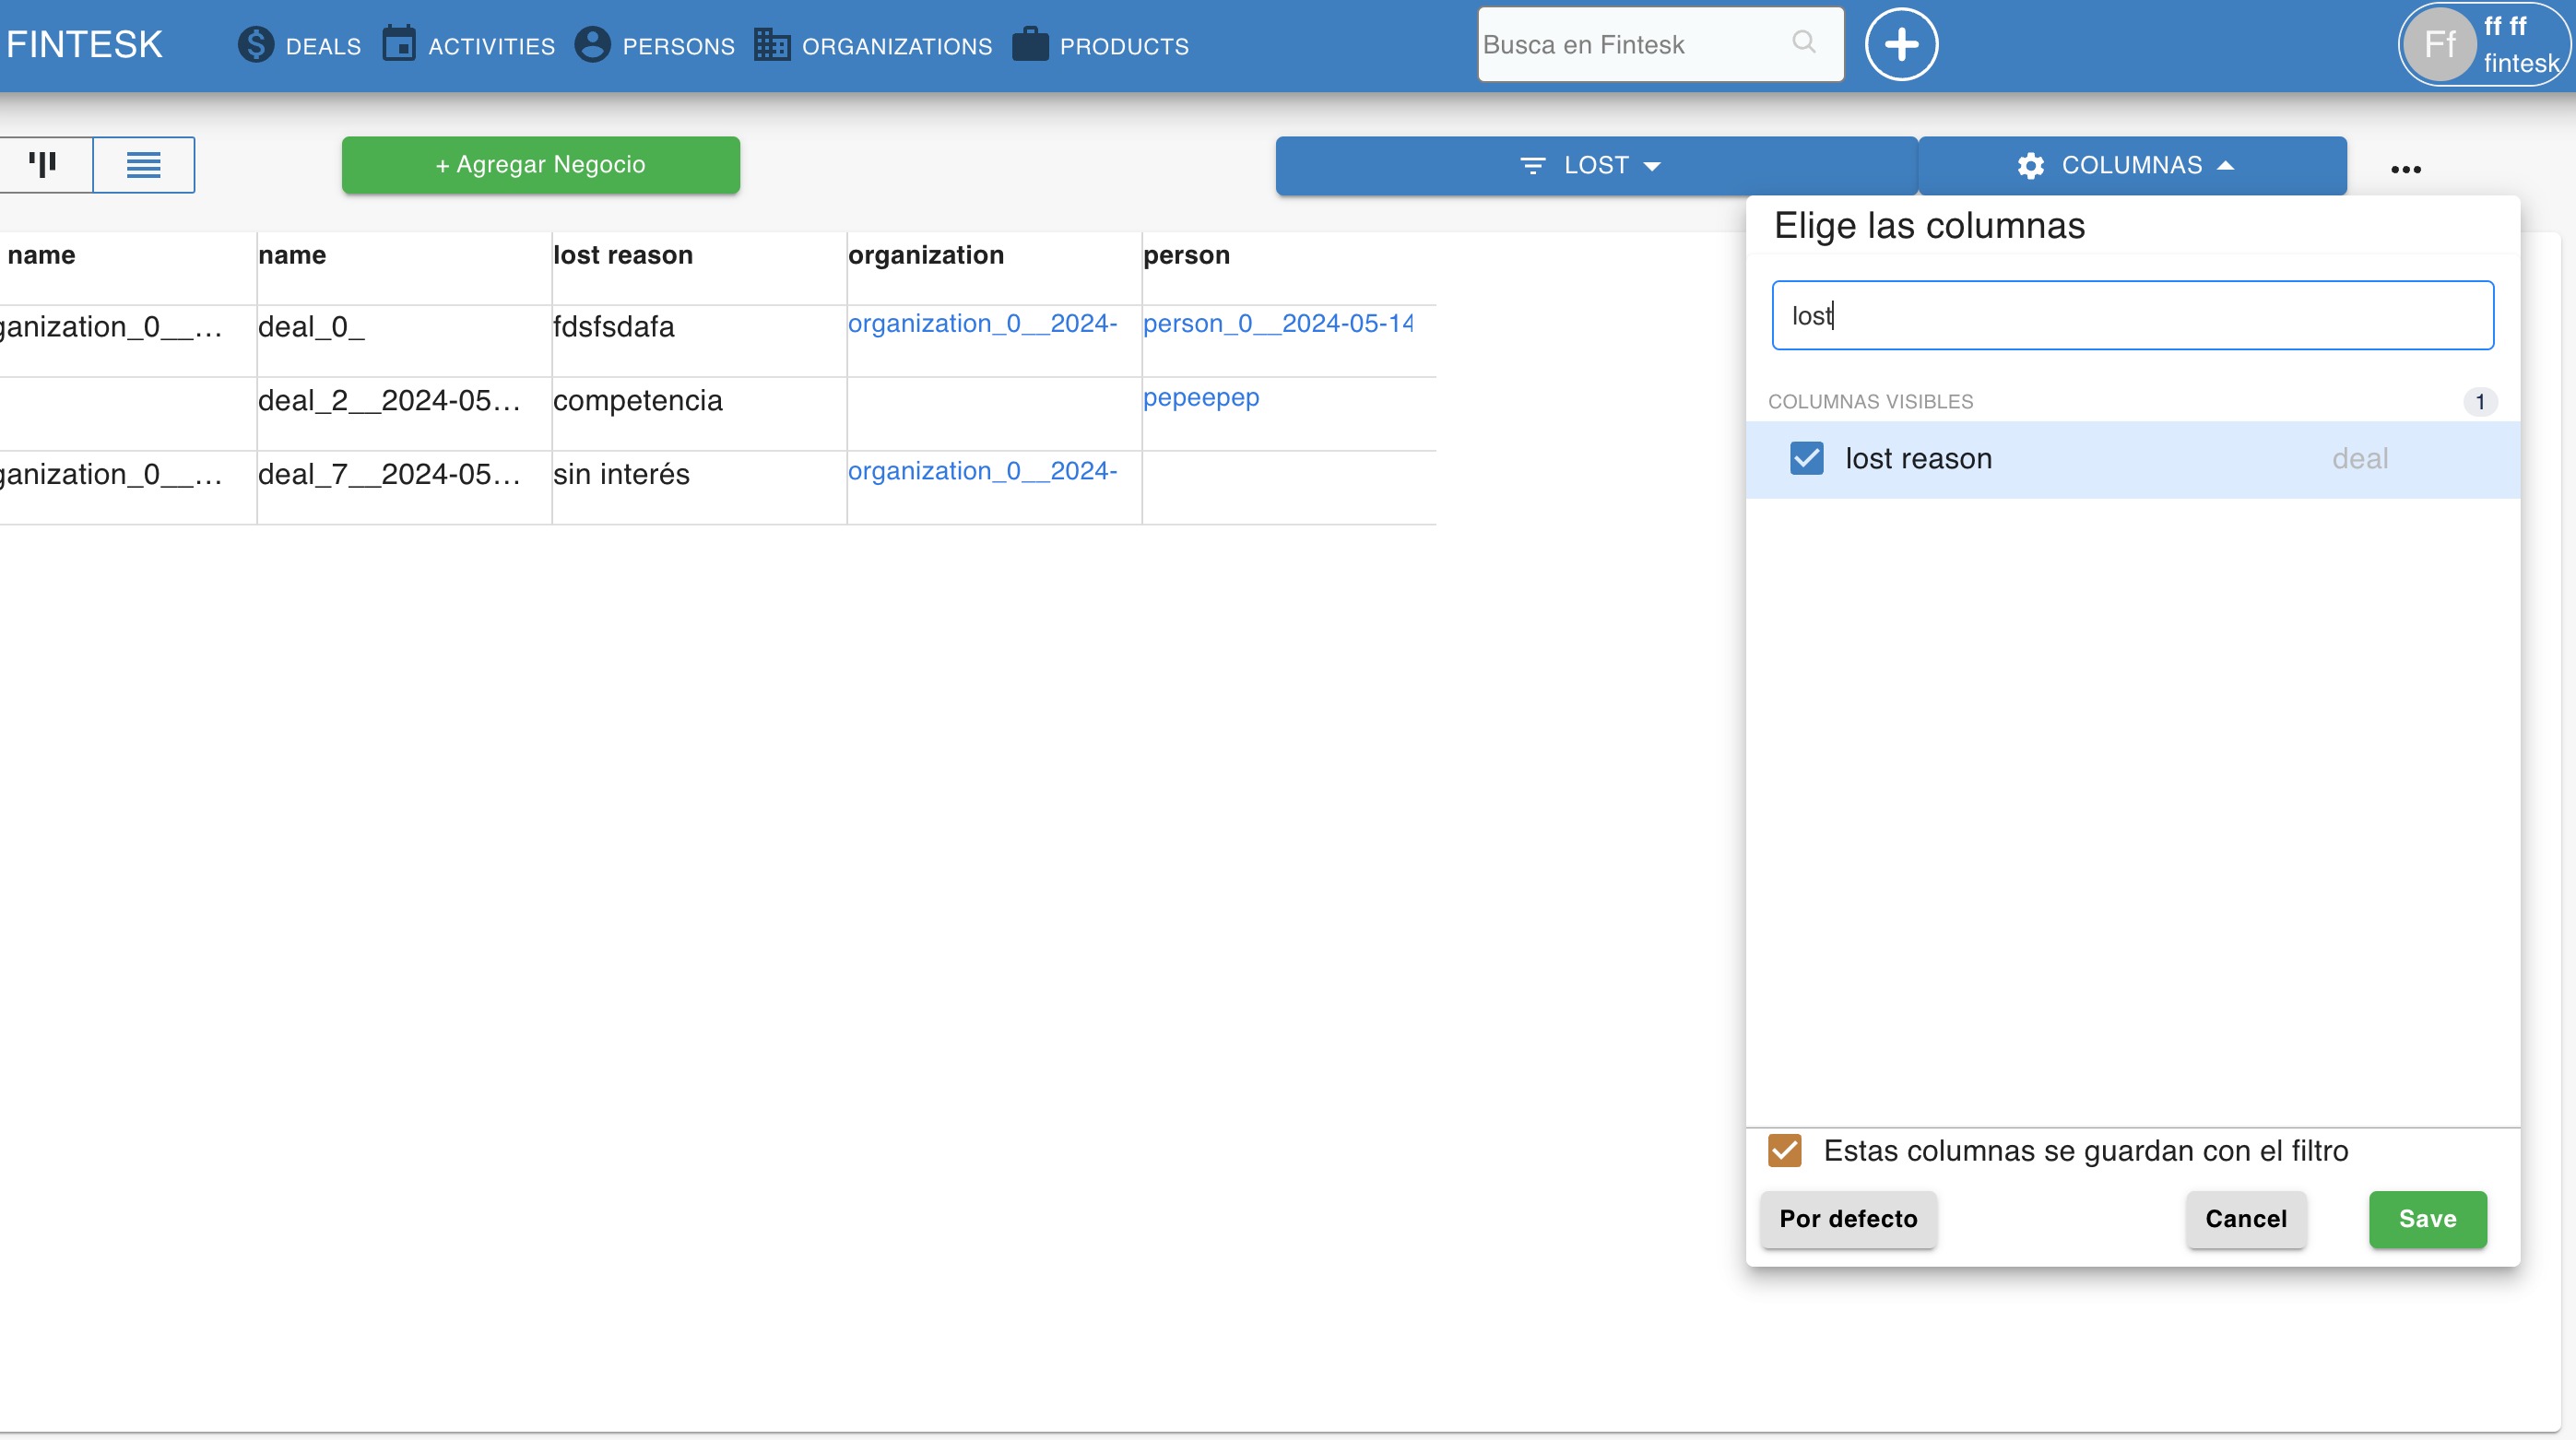 FINTESK DEALS ACTIVITIES PERSONS ORGANIZATIONS PRODUCTS Busca en Fintesk Ff ff ff
fintesk
+ Agregar Negocio LOST COLUMNAS
name name lost reason organization person
ganization_0__... deal_0_ fdsfsdafa organization_0__2024- person_0__2024-05-14
deal_2__2024-05... competencia pepeepep
ganization_0__... deal_7__2024-05... sin interés organization_0__2024-
Elige las columnas
lost
COLUMNAS VISIBLES 1
lost reason deal
Estas columnas se guardan con el filtro
Por defecto Cancel Save